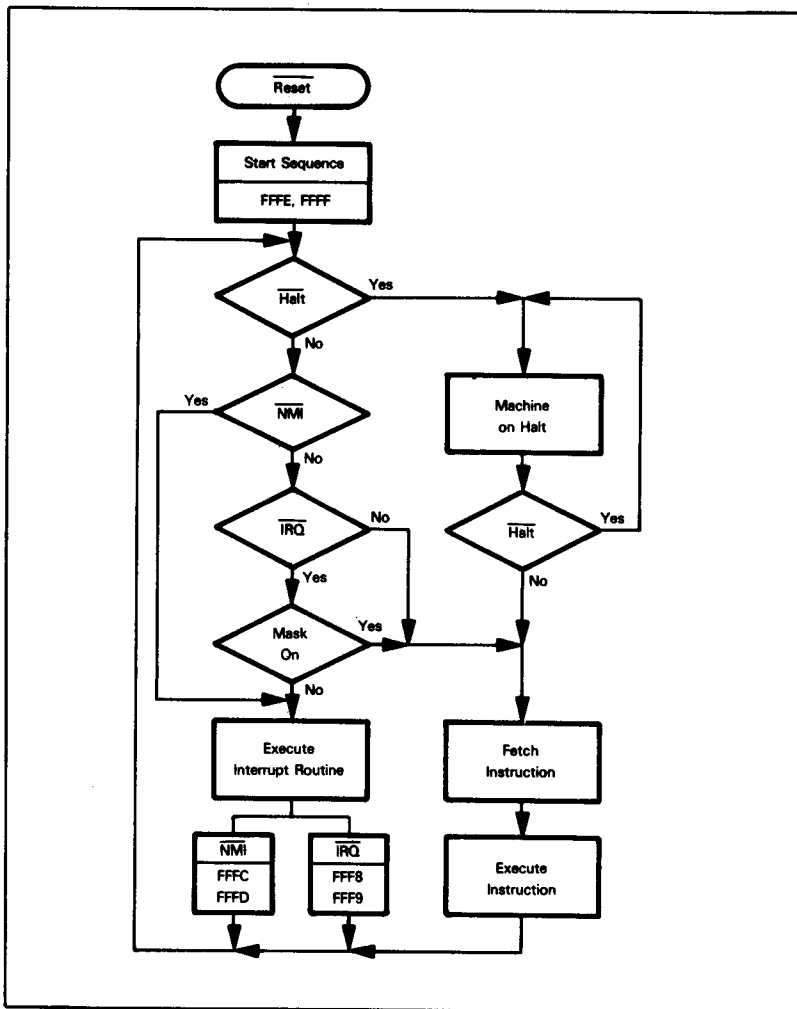 Reset
Start Sequence
FFFE, FFFF
Halt
Yes
No
Yes
NMI
No
Machine
on Halt
IRQ
No
Yes
Halt
Yes
No
Mask
On
Yes
No
Execute
Interrupt Routine
Fetch
Instruction
NMI
FFFC
FFFD
IRQ
FFF8
FFF9
Execute
Instruction